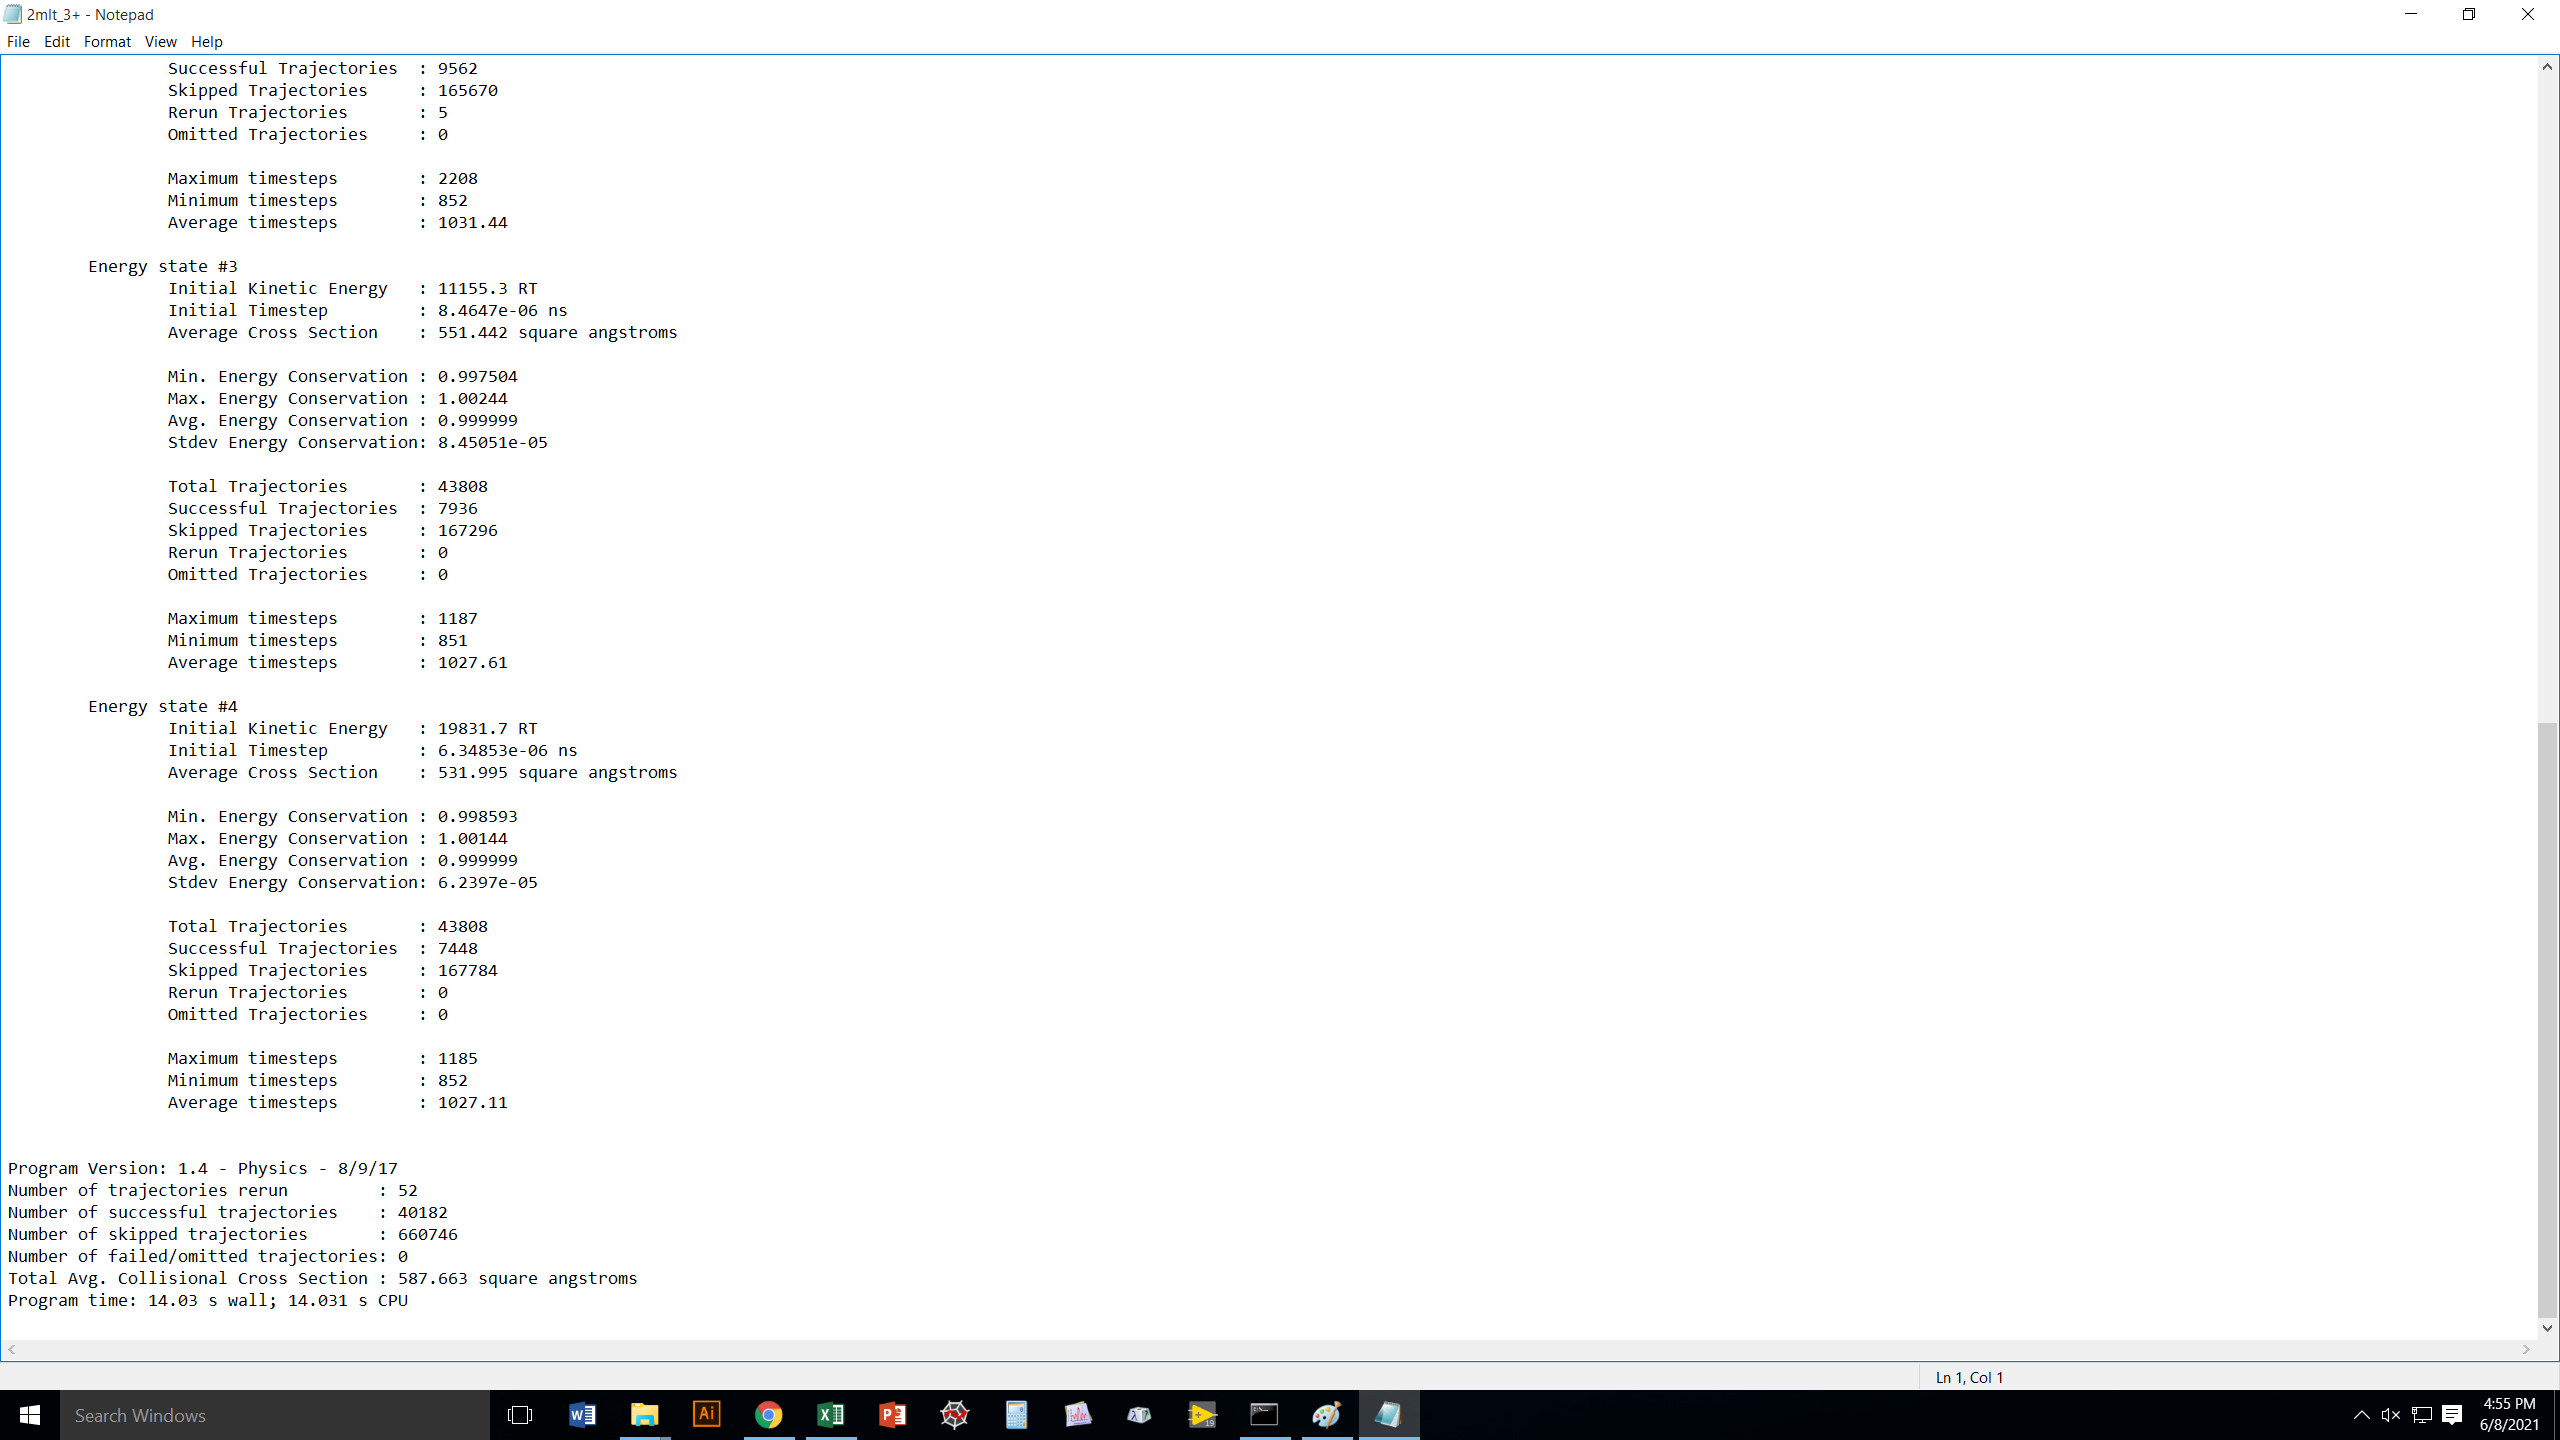 2mlt_3+ - Notepad
File Edit Format View Help
Successful Trajectories : 9562
Skipped Trajectories : 165670
Rerun Trajectories : 5
Omitted Trajectories : 0
Maximum timesteps : 2208
Minimum timesteps : 852
Average timesteps : 1031.44
Energy state #3
Initial Kinetic Energy : 11155.3 RT
Initial Timestep : 8.4647e-06 ns
Average Cross Section : 551.442 square angstroms
Min. Energy Conservation : 0.997504
Max. Energy Conservation : 1.00244
Avg. Energy Conservation : 0.999999
Stdev Energy Conservation: 8.45051e-05
Total Trajectories : 43808
Successful Trajectories : 7936
Skipped Trajectories : 167296
Rerun Trajectories : 0
Omitted Trajectories : 0
Maximum timesteps : 1187
Minimum timesteps : 851
Average timesteps : 1027.61
Energy state #4
Initial Kinetic Energy : 19831.7 RT
Initial Timestep : 6.34853e-06 ns
Average Cross Section : 531.995 square angstroms
Min. Energy Conservation : 0.998593
Max. Energy Conservation : 1.00144
Avg. Energy Conservation : 0.999999
Stdev Energy Conservation: 6.2397e-05
Total Trajectories : 43808
Successful Trajectories : 7448
Skipped Trajectories : 167784
Rerun Trajectories : 0
Omitted Trajectories : 0
Maximum timesteps : 1185
Minimum timesteps : 852
Average timesteps : 1027.11
Program Version: 1.4 - Physics - 8/9/17
Number of trajectories rerun : 52
Number of successful trajectories : 40182
Number of skipped trajectories : 660746
Number of failed/omitted trajectories: 0
Total Avg. Collisional Cross Section : 587.663 square angstroms
Program time: 14.03 s wall; 14.031 s CPU
Ln 1, Col 1
Search Windows
Ai
4:55 PM
6/8/2021